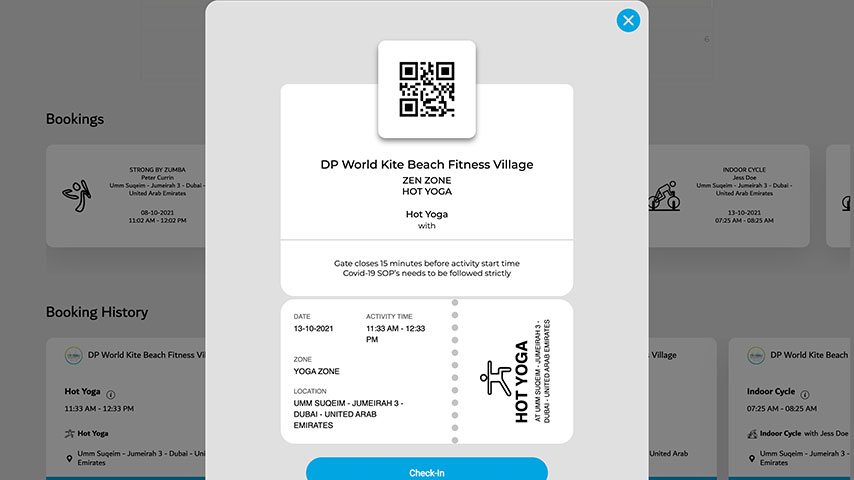 6
Bookings
STRONG BY ZUMBA
Peter Currin
Umm Suqeim - Jumeirah 3 - Dubai -
United Arab Emirates
08-10-2021
11:02 AM - 12:02 PM
INDOOR CYCLE
Jess Doe
Umm Suqeim - Jumeirah 3 - Dubai -
United Arab Emirates
13-10-2021
07:25 AM - 08:25 AM
DP World Kite Beach Fitness Village
ZEN ZONE
HOT YOGA
Hot Yoga
with
Gate closes 15 minutes before activity start time
Covid-19 SOP's needs to be followed strictly
DATE
13-10-2021
ACTIVITY TIME
11:33 AM - 12:33
PM
ZONE
YOGA ZONE
LOCATION
UMM SUQEIM - JUMEIRAH 3 -
DUBAI - UNITED ARAB
EMIRATES
HOT YOGA
AT UMM SUQEIM - JUMEIRAH 3 -
DUBAI - UNITED ARAB EMIRATES
Check-In
Booking History
DP World Kite Beach Fitness Vil
Hot Yoga
11:33 AM - 12:33 PM
Hot Yoga
Umm Suqeim - Jumeirah 3 - Dubai - Uni
Emirates
Village
United Arab
DP World Kite Beach
Indoor Cycle
07:25 AM - 08:25 AM
Indoor Cycle with Jess Doe
Umm Suqeim - Jumeirah 3
Emirates